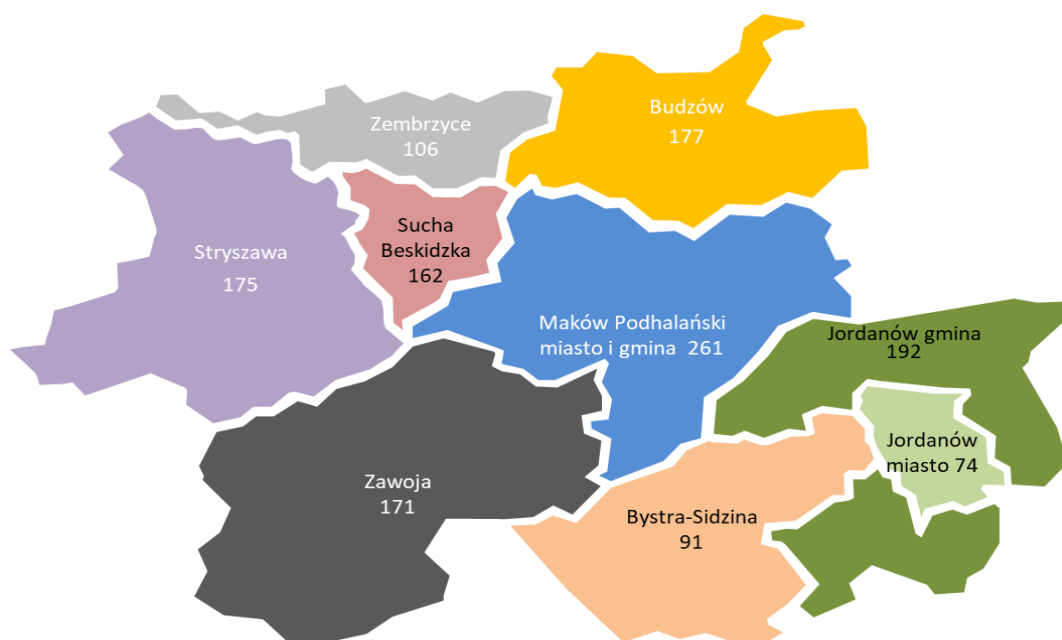 Zembrzyce
106
Budzów
177
Sucha
Beskidzka
162
Stryszawa
175
Maków Podhalański
miasto i gmina 261
Jordanów gmina
192
Jordanów
miasto 74
Zawoja
171
Bystra-Sidzina
91